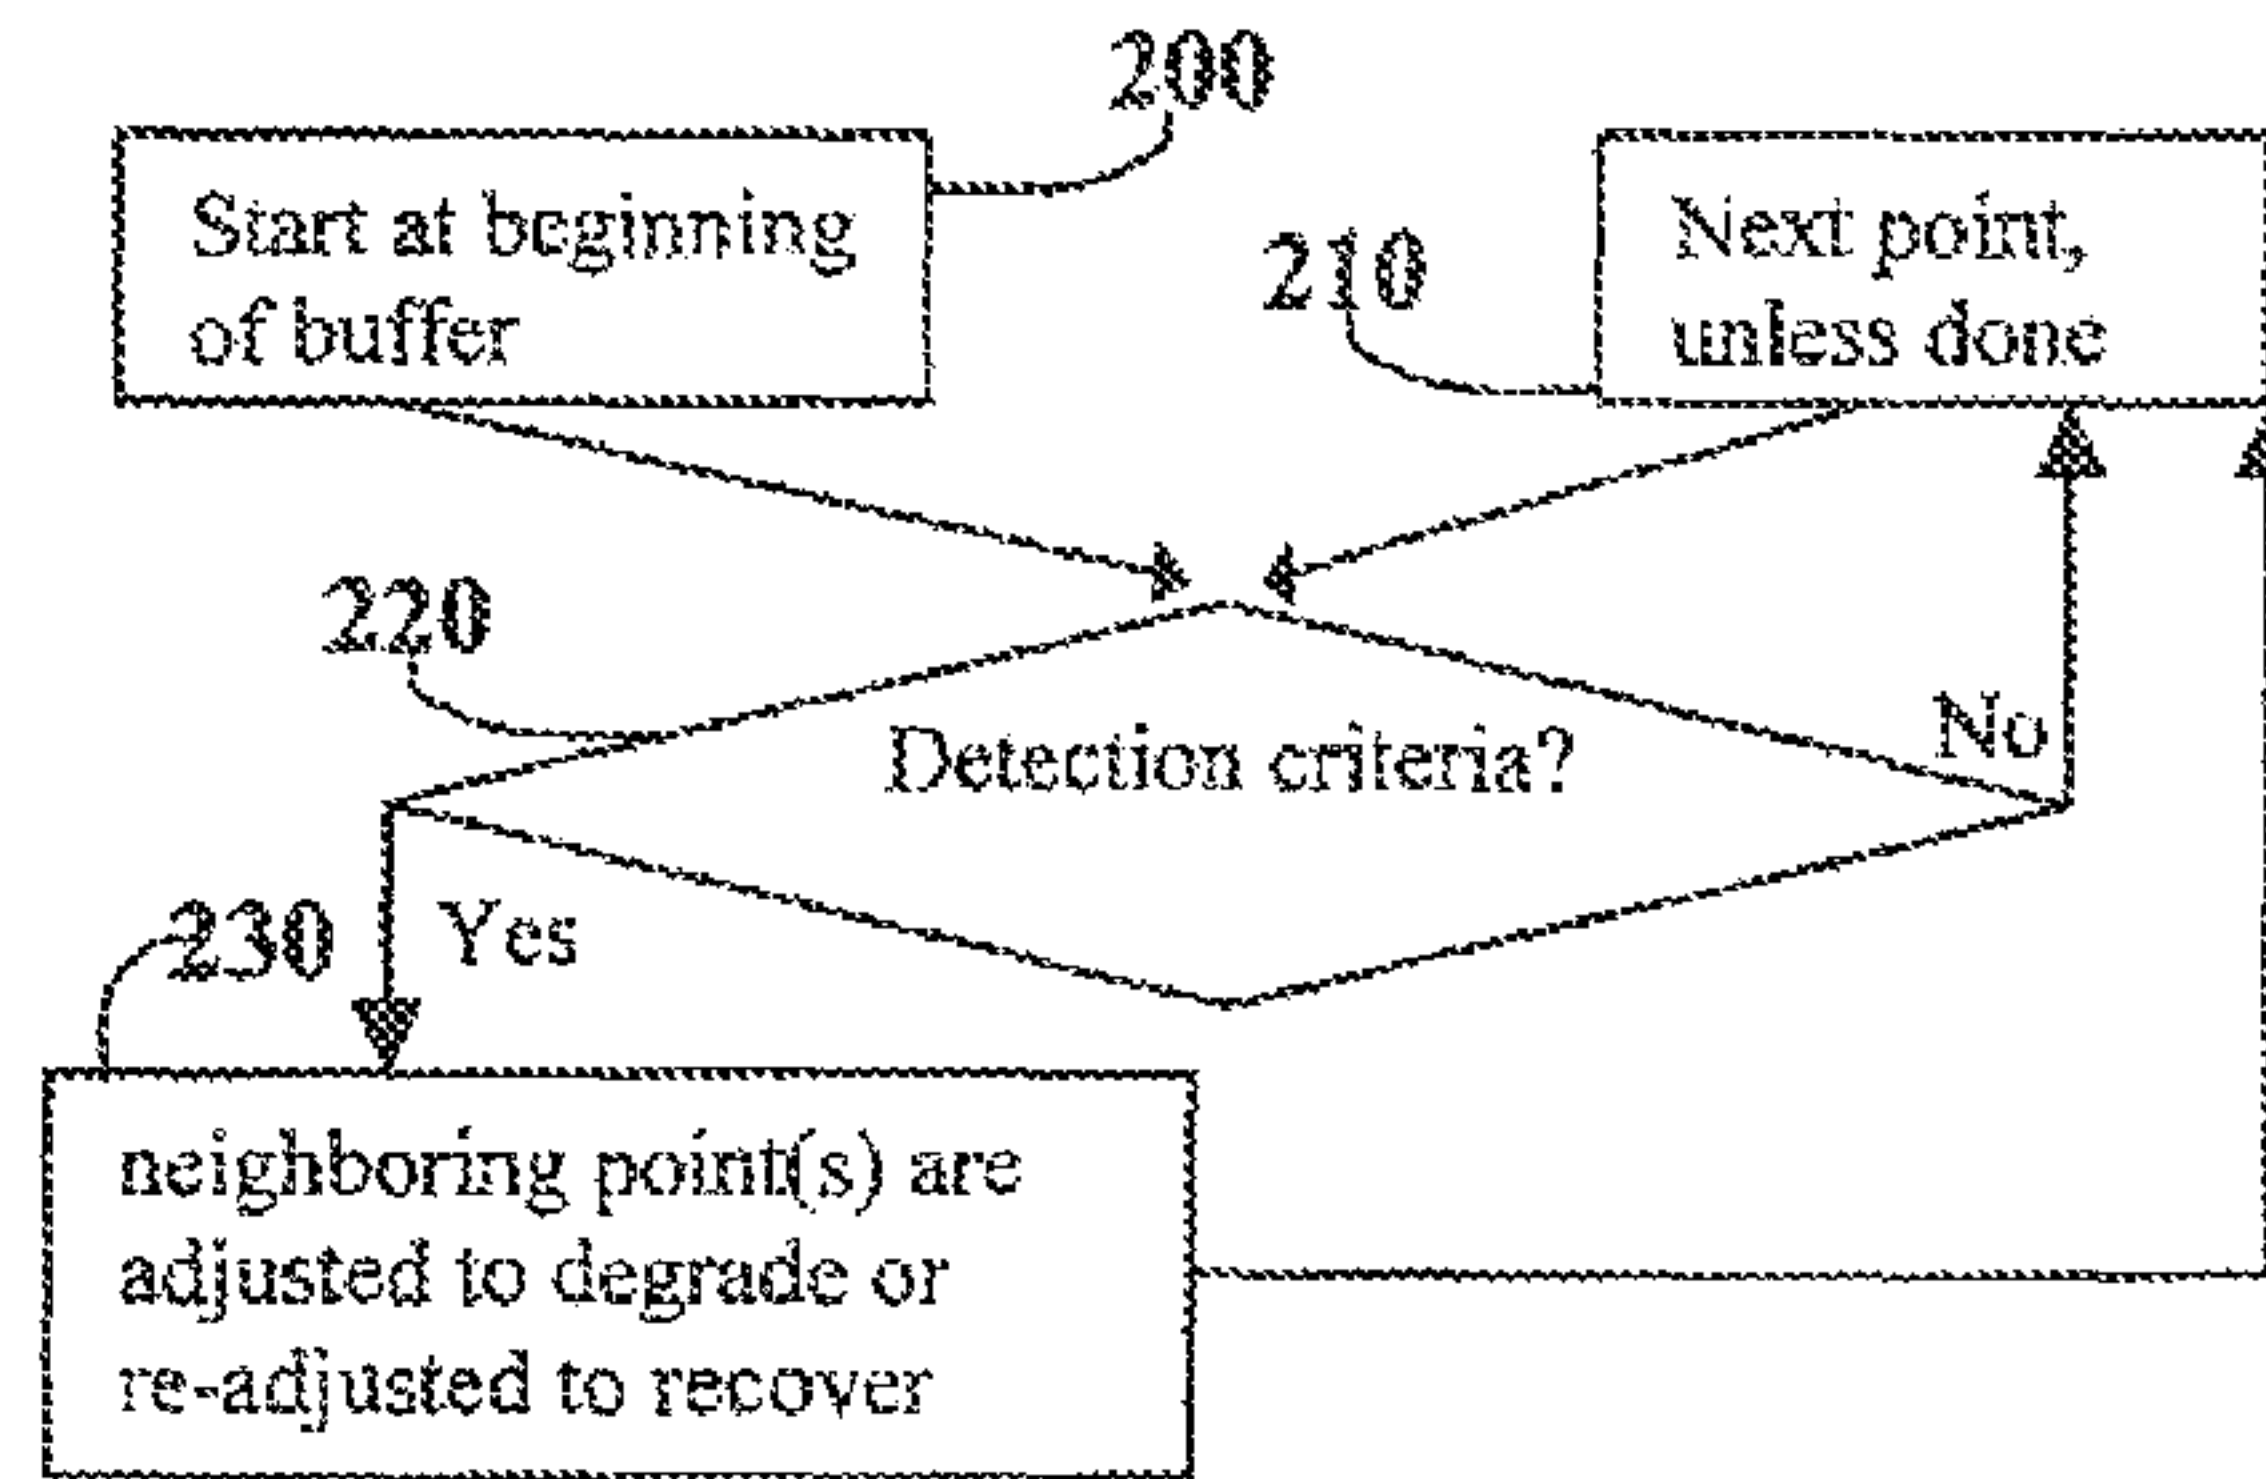 200
Start at beginning
of buffer
210
Next point,
unless done
220
Detection criteria?
No
230
Yes
neighboring point(s) are
adjusted to degrade or
re-adjusted to recover